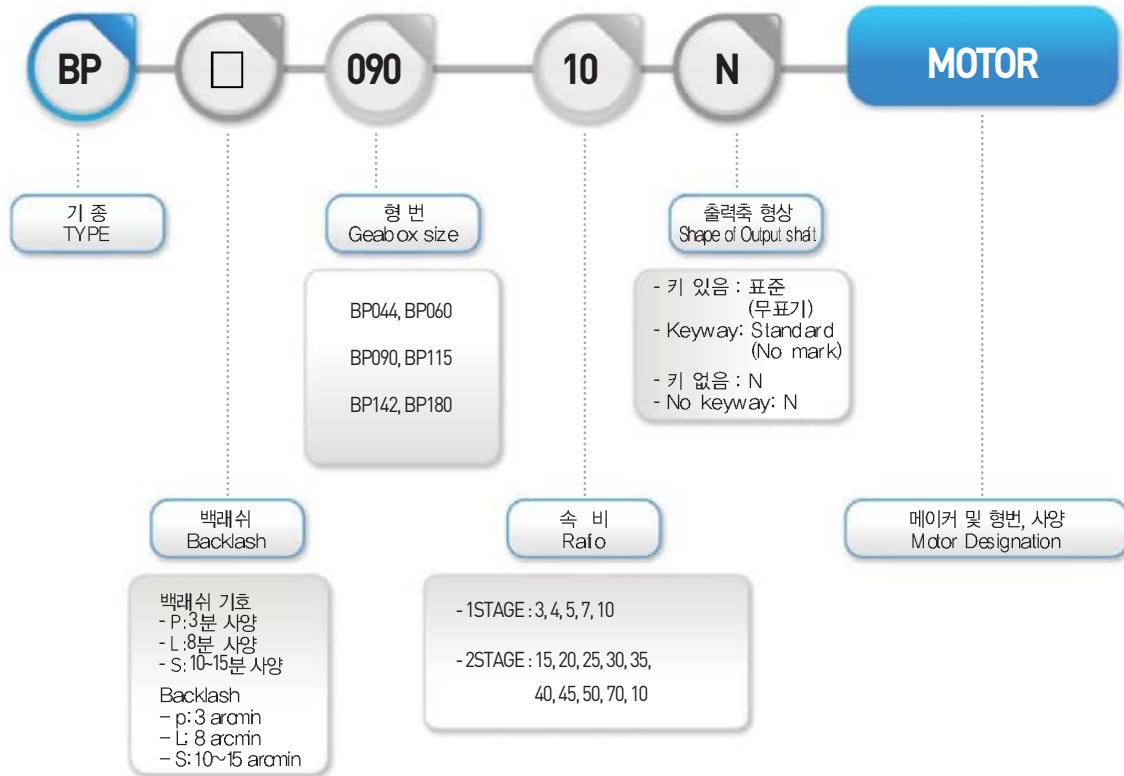 BP □ 090 10 N MOTOR
기 종
TYPE
형 번
Geabox size
BP044, BP060
BP090, BP115
BP142, BP180
출력축 형상
Shape of Output shaft
- 키 있음 : 표준
(무표기)
- Keyway: Standard
(No mark)
- 키 없음 : N
- No keyway: N
백래쉬
Backlash
백래쉬 기호
- P:3분 사양
- L:8분 사양
- S:10~15분 사양
Backlash
- p: 3 arcmin
- L: 8 arcmin
- S:10~15 arcmin
속 비
Ratio
- 1STAGE : 3, 4, 5, 7, 10
-2STAGE : 15, 20, 25, 30, 35,
40, 45, 50, 70, 10
메이커 및 형번, 사양
Motor Designation